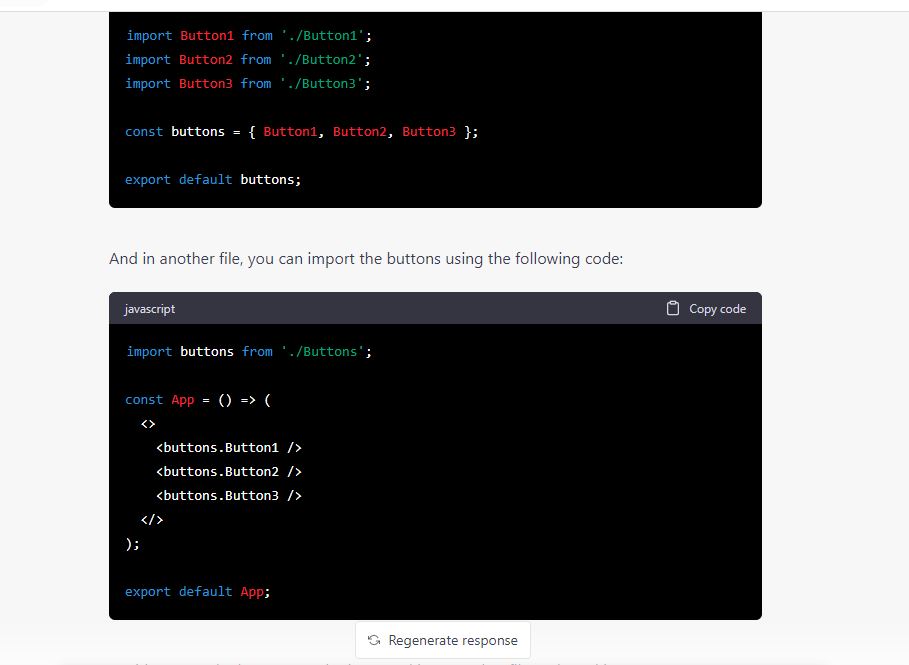 import Button1 from './Button1';
import Button2 from './Button2';
import Button3 from './Button3';
const buttons = { Button1, Button2, Button3 };
export default buttons;
And in another file, you can import the buttons using the following code:
javascript
Copy code
import buttons from './Buttons';
const App = () => (
<>
<buttons.Button1 />
<buttons.Button2 />
<buttons.Button3 />
</>
);
export default App;
Regenerate response